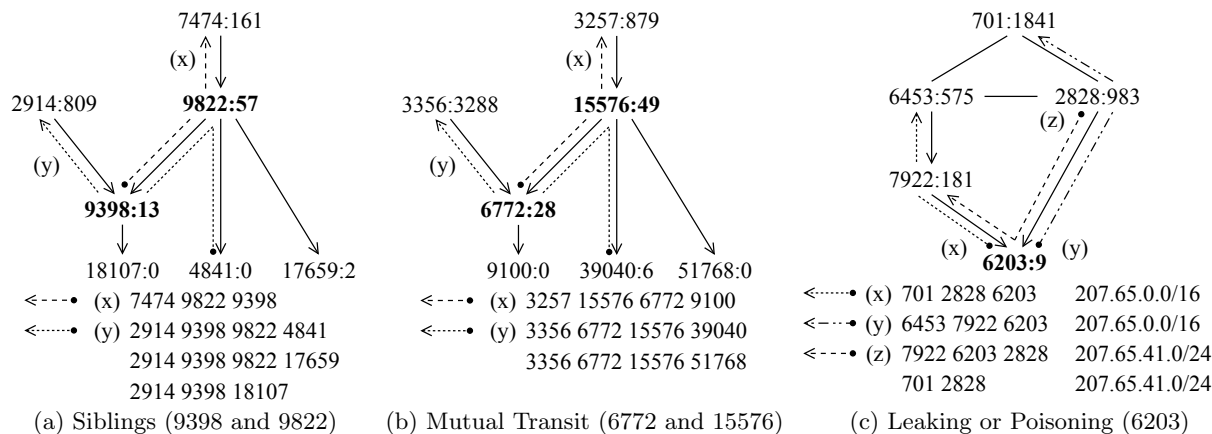 7474:161
(x)
2914:809
9822:57
(y)
9398:13
18107:0 4841:0 17659:2
(x) 7474 9822 9398
(y) 2914 9398 9822 4841
2914 9398 9822 17659
2914 9398 18107
(a) Siblings (9398 and 9822)
3257:879
(x)
3356:3288
15576:49
(y)
6772:28
9100:0 39040:6 51768:0
(x) 3257 15576 6772 9100
(y) 3356 6772 15576 39040
3356 6772 15576 51768
(b) Mutual Transit (6772 and 15576)
701:1841
6453:575 2828:983
(z)
7922:181
(x) (y)
6203:9
(x) 701 2828 6203 207.65.0.0/16
(y) 6453 7922 6203 207.65.0.0/16
(z) 7922 6203 2828 207.65.41.0/24
701 2828 207.65.41.0/24
(c) Leaking or Poisoning (6203)